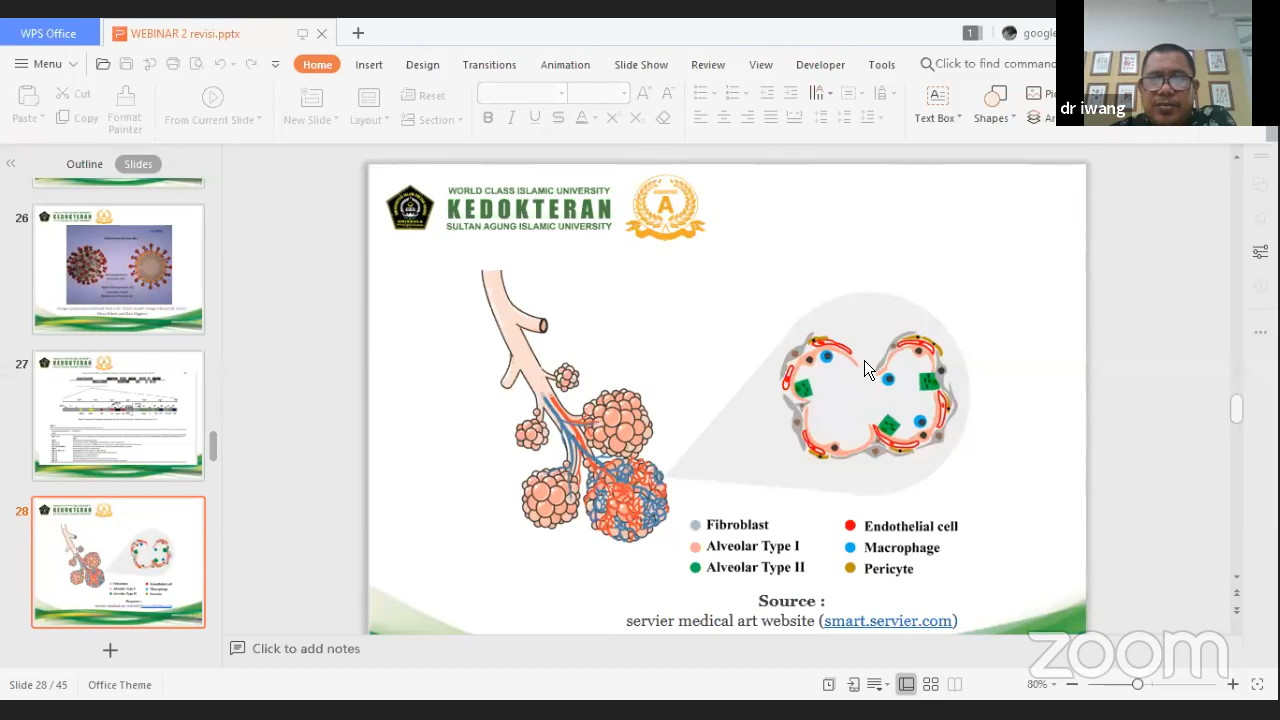 WPS Office
WEBINAR 2 revisi.pptx
1
google
Menu
Home
Insert
Design
Transitions
Animation
Slide Show
Review
View
Developer
Tools
Click to find command
Paste
Cut
Copy
Format
Painter
From Current Slide
New Slide
Layout
Reset
Section
B I U S A
Text Box
Shapes
dr iwang
Outline
Slides
26
27
28
WORLD CLASS ISLAMIC UNIVERSITY
KEDOKTERAN
SULTAN AGUNG ISLAMIC UNIVERSITY
A
Fibroblast
Alveolar Type I
Alveolar Type II
Endothelial cell
Macrophage
Pericyte
Source :
servier medical art website (smart.servier.com)
Click to add notes
Slide 28 / 45
Office Theme
80%
zoom